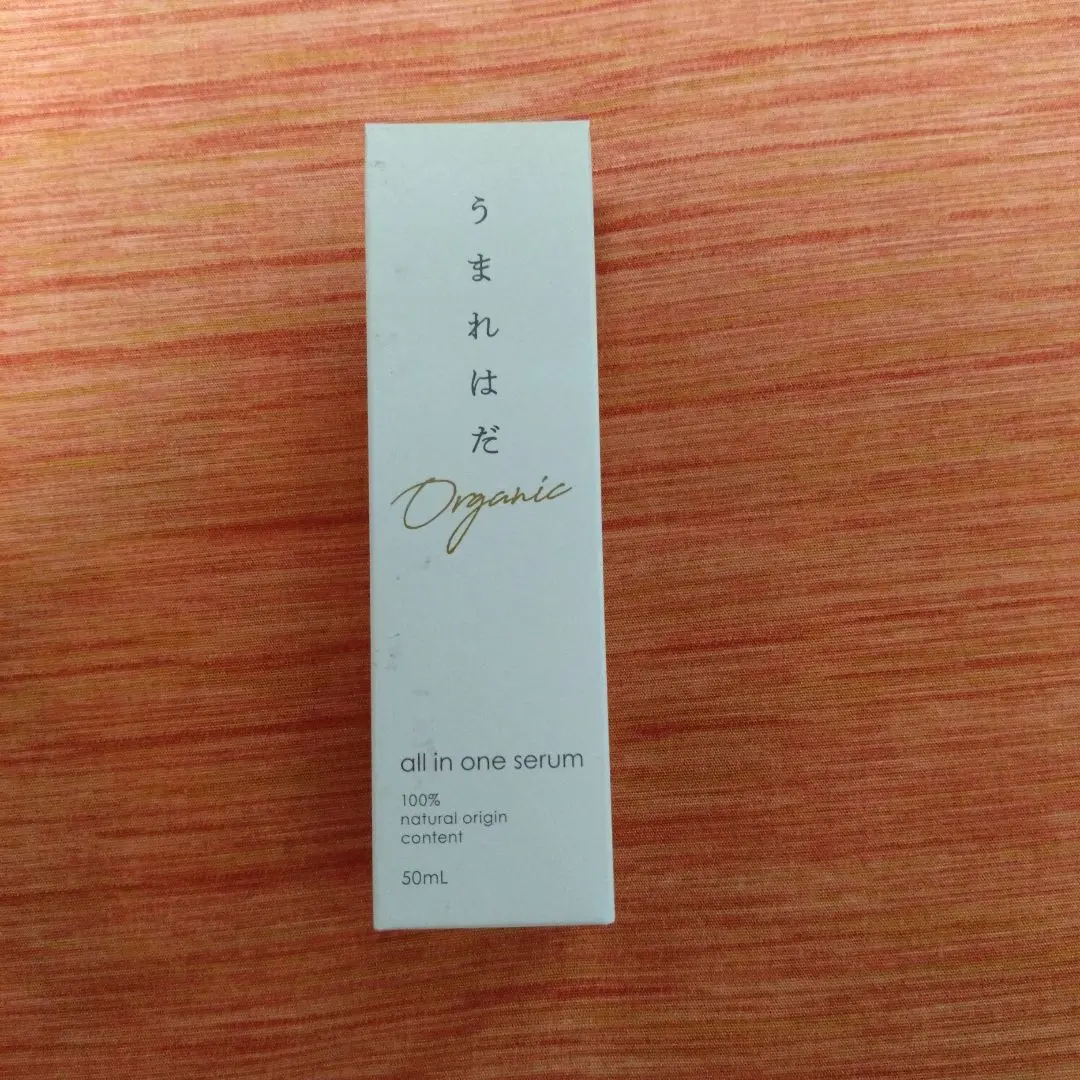 うまれはだ
Organic
all in one serum
100%
natural origin
content
50mL